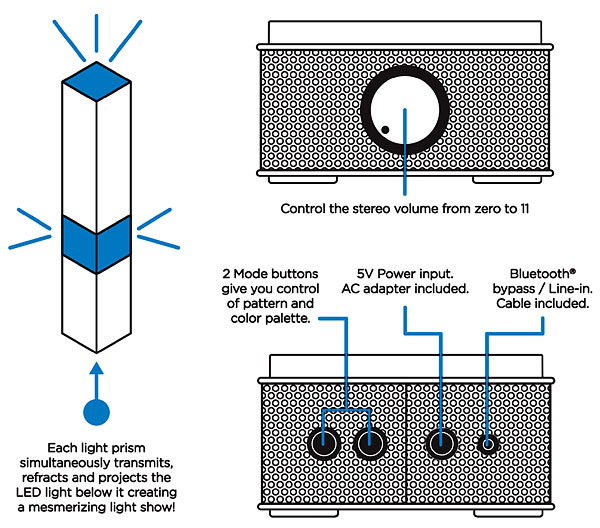 Control the stereo volume from zero to 11
2 Mode buttons
give you control
of pattern and
color palette.
5V Power input.
AC adapter included.
Bluetooth®
bypass / Line-in.
Cable included.
Each light prism
simultaneously transmits,
refracts and projects the
LED light below it creating
a mesmerizing light show!